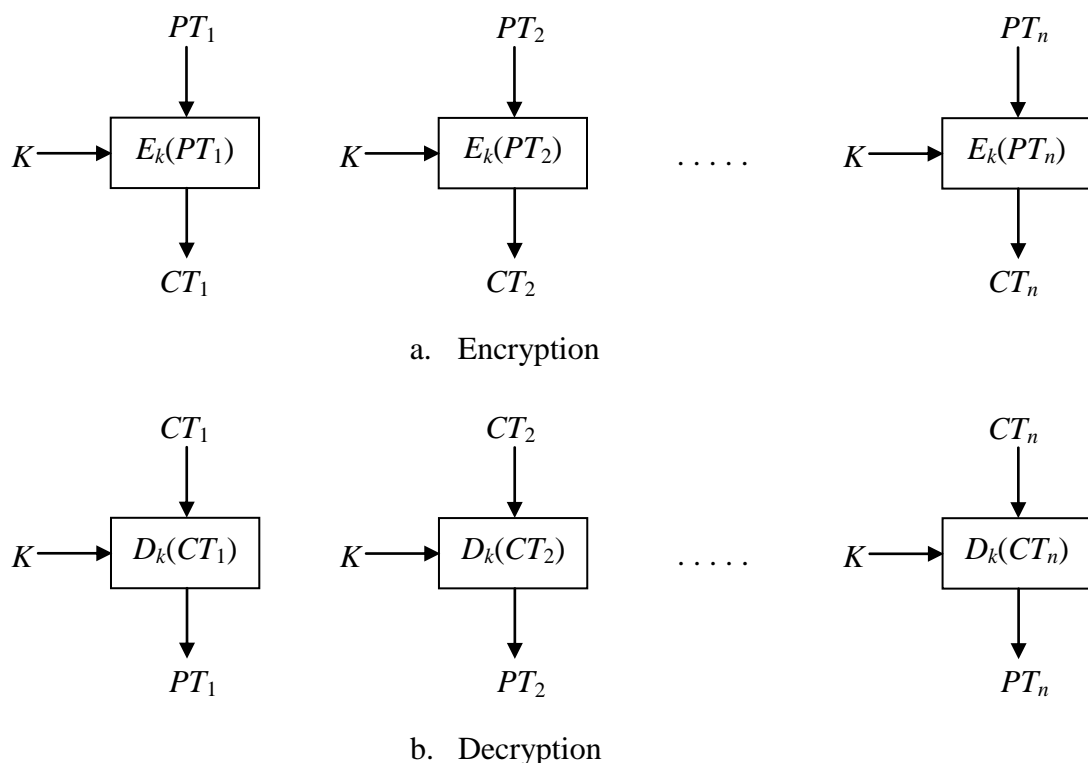 PT₁ PT₂ PTₙ
K Eₖ(PT₁) K Eₖ(PT₂) . . . . . K Eₖ(PTₙ)
CT₁ CT₂ CTₙ
a. Encryption
CT₁ CT₂ CTₙ
K Dₖ(CT₁) K Dₖ(CT₂) . . . . . K Dₖ(CTₙ)
PT₁ PT₂ PTₙ
b. Decryption